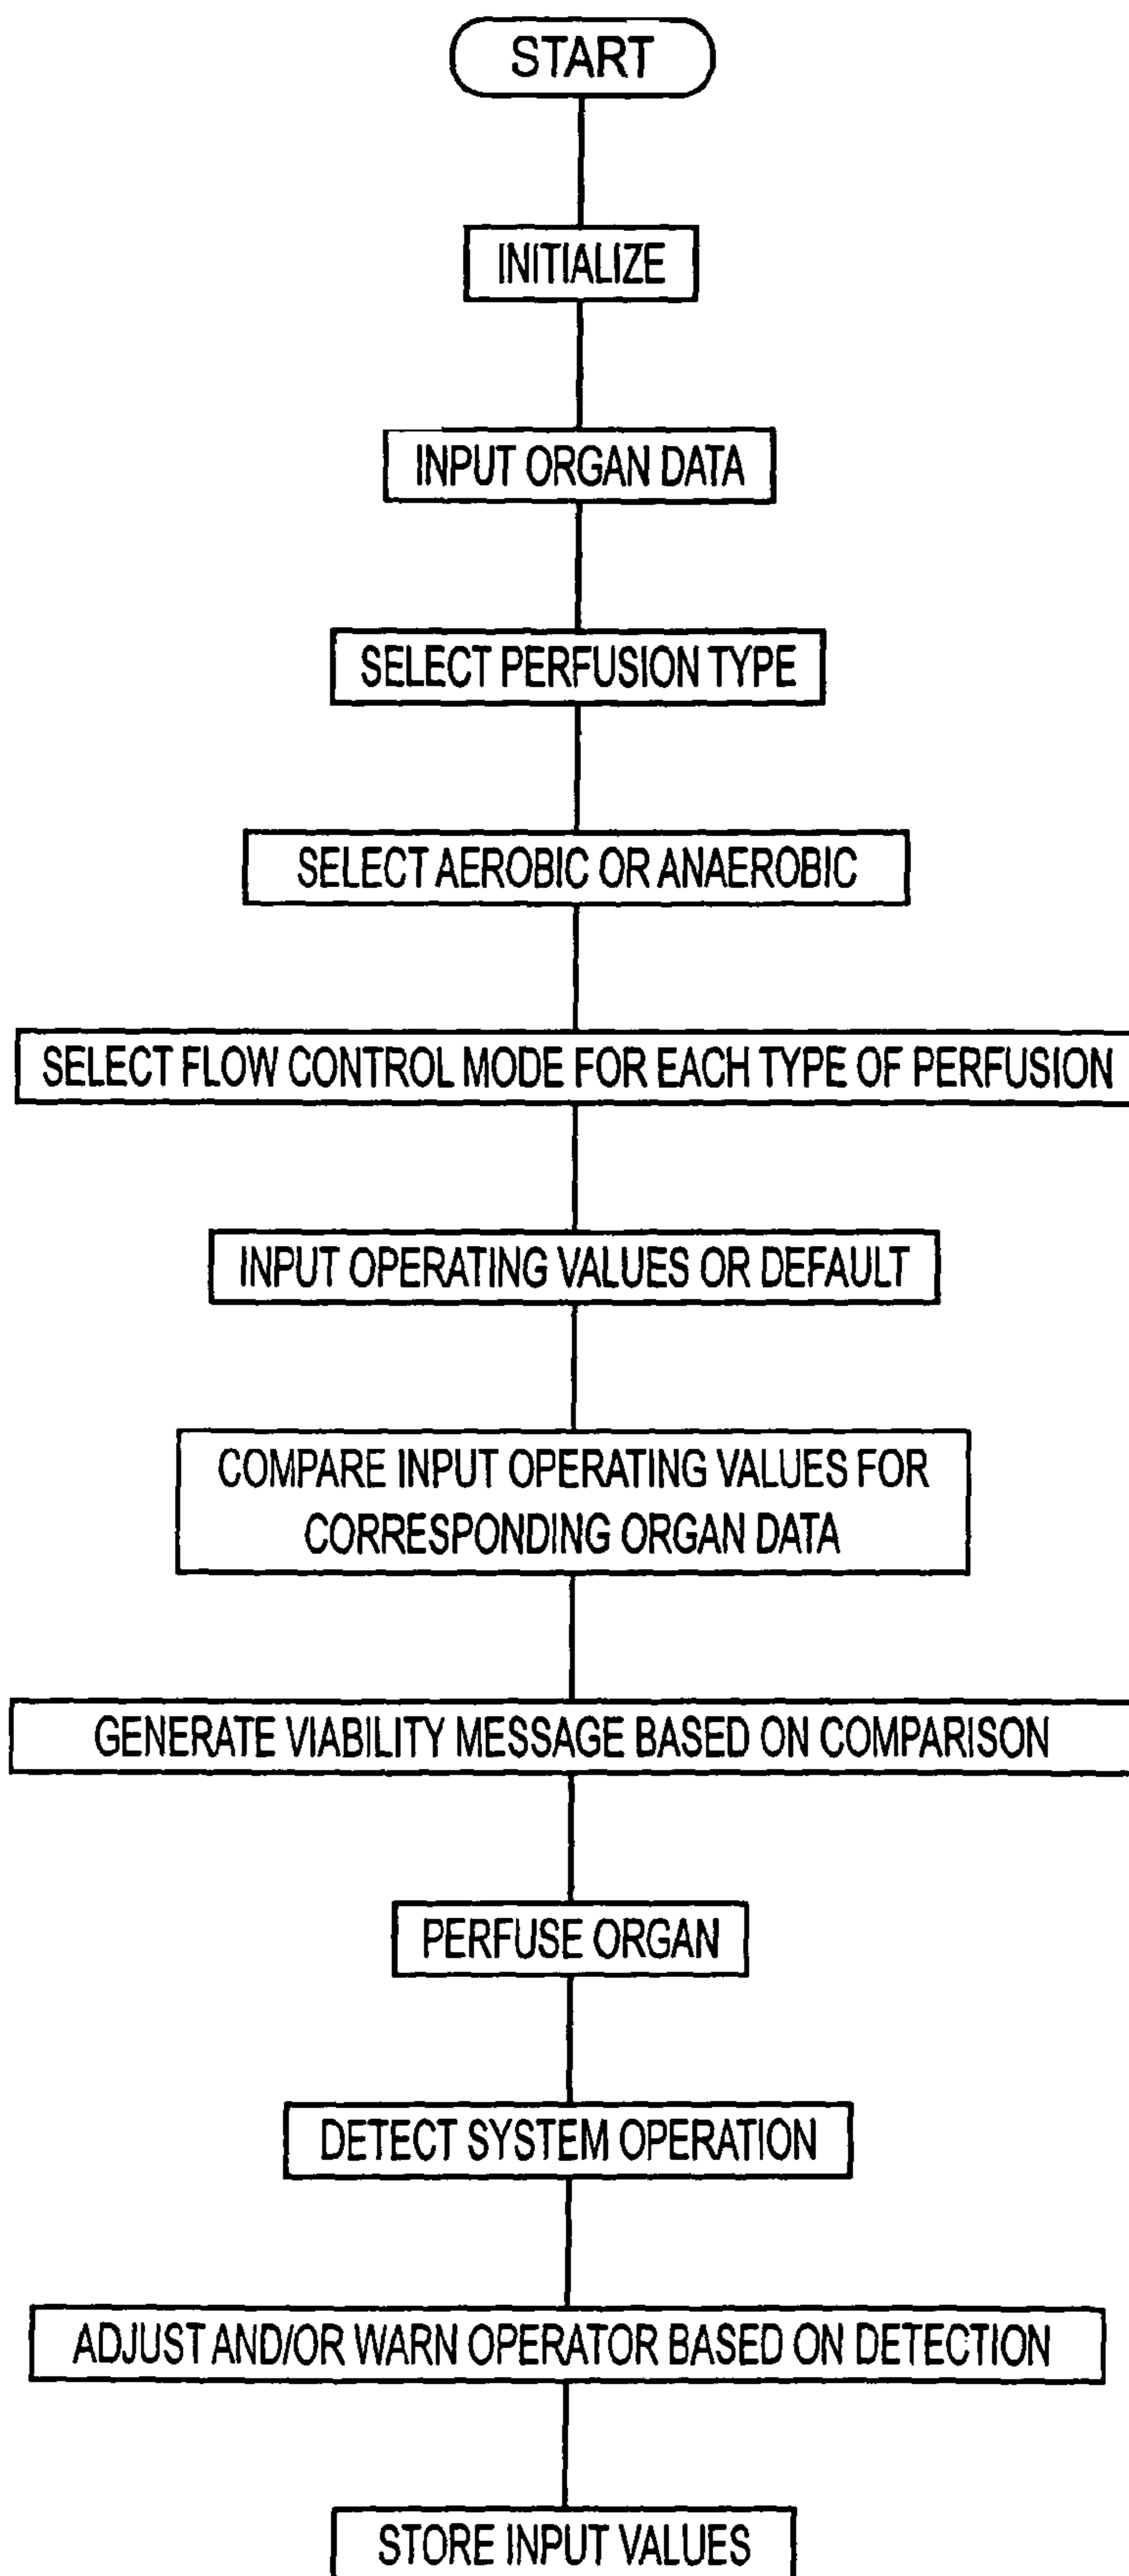 START
INITIALIZE
INPUT ORGAN DATA
SELECT PERFUSION TYPE
SELECT AEROBIC OR ANAEROBIC
SELECT FLOW CONTROL MODE FOR EACH TYPE OF PERFUSION
INPUT OPERATING VALUES OR DEFAULT
COMPARE INPUT OPERATING VALUES FOR
CORRESPONDING ORGAN DATA
GENERATE VIABILITY MESSAGE BASED ON COMPARISON
PERFUSE ORGAN
DETECT SYSTEM OPERATION
ADJUST AND/OR WARN OPERATOR BASED ON DETECTION
STORE INPUT VALUES